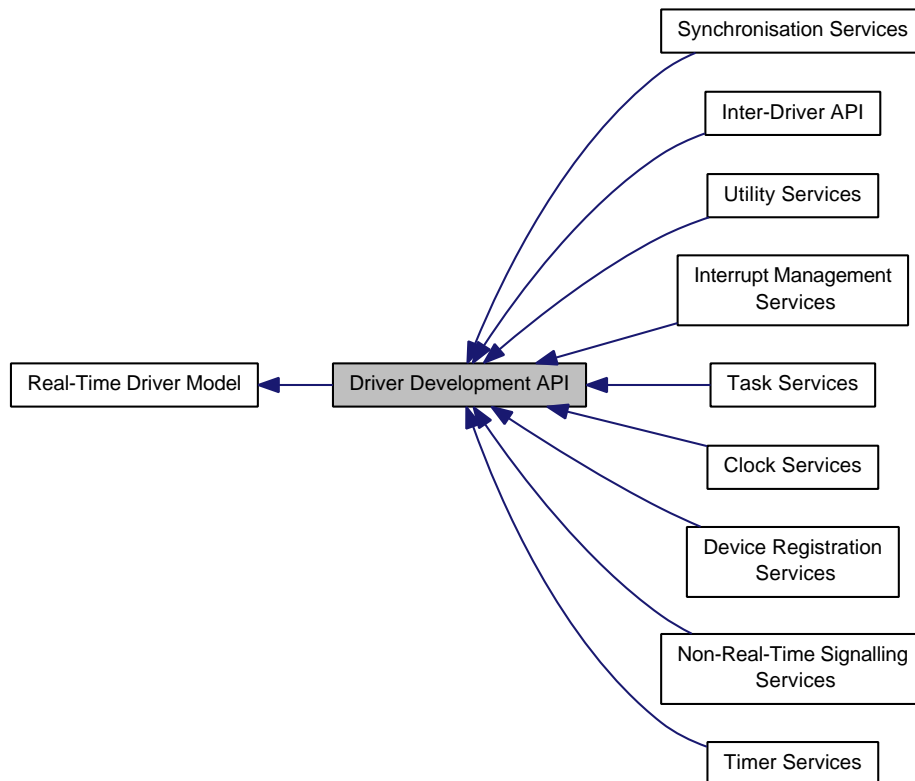 Synchronisation Services
Inter-Driver API
Utility Services
Interrupt Management
Services
Real-Time Driver Model
Driver Development API
Task Services
Clock Services
Device Registration
Services
Non-Real-Time Signalling
Services
Timer Services